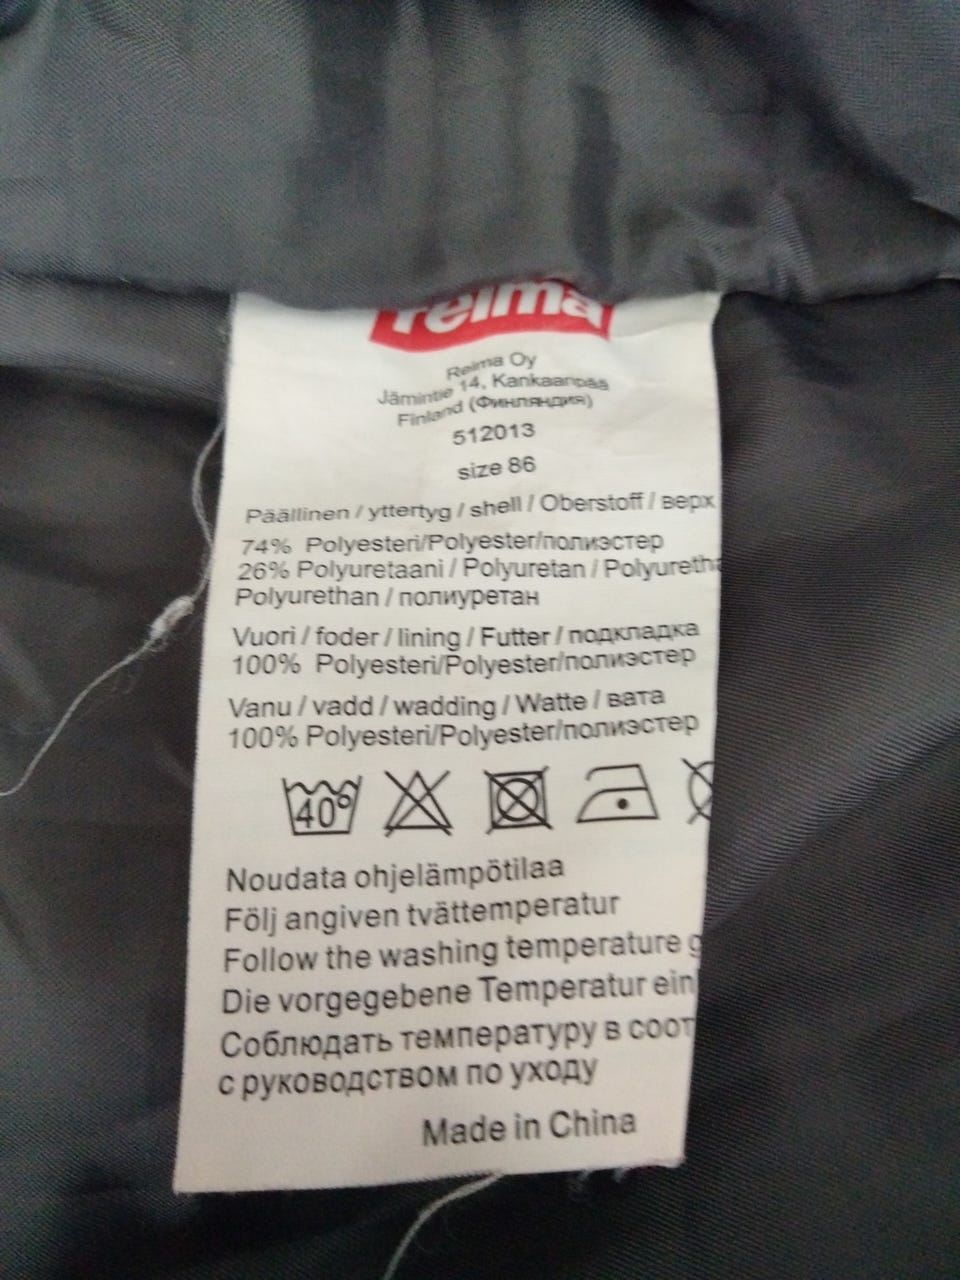 reima
Reima Oy
Jämintie 14, Kankaanpää
Finland (Финляндия)
512013
size 86
Päällinen / yttertyg / shell / Oberstoff / верх
74% Polyesteri/Polyester/полиэстер
26% Polyuretaani / Polyuretan / Polyuretha
Polyurethan / полиуретан
Vuori / foder / lining / Futter / подкладка
100% Polyesteri/Polyester/полиэстер
Vanu / vadd / wadding / Watte / вата
100% Polyesteri/Polyester/полиэстер
40°
Noudata ohjelämpötilaa
Följ angiven tvättemperatur
Follow the washing temperature g
Die vorgegebene Temperatur ein
Соблюдать температуру в соот
с руководством по уходу
Made in China